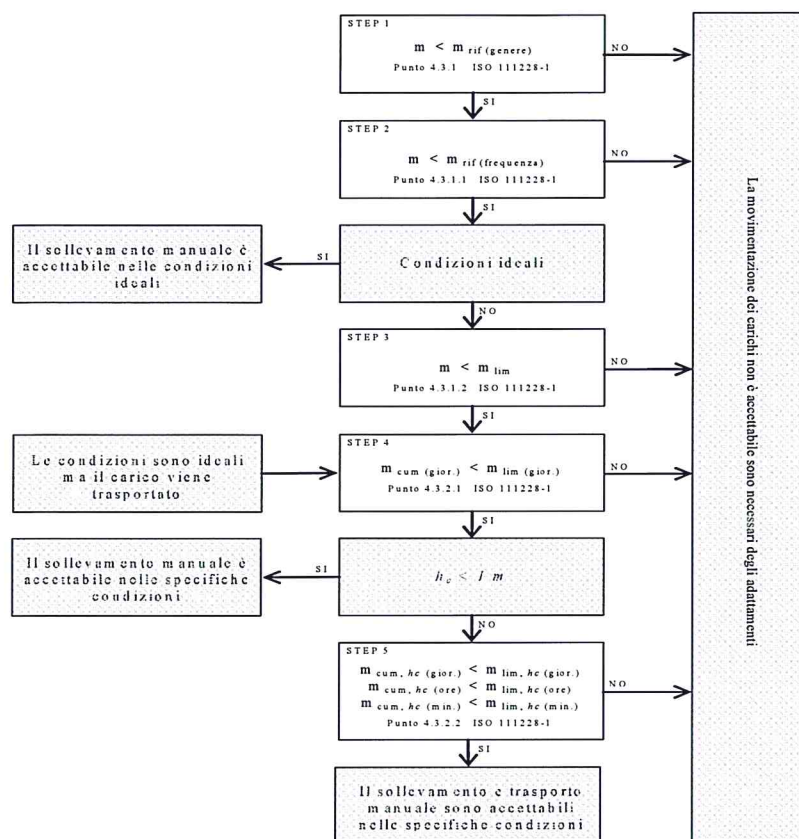 STEP 1
m < m rif (genere)
Punto 4.3.1 ISO 111228-1
NO
SI
STEP 2
m < m rif (frequenza)
Punto 4.3.1.1 ISO 111228-1
NO
SI
Il sollevamento manuale è
accettabile nelle condizioni
ideali
SI
Condizioni ideali
NO
STEP 3
m < m lim
Punto 4.3.1.2 ISO 111228-1
NO
SI
Le condizioni sono ideali
ma il carico viene
trasportato
STEP 4
m cum (gior.) < m lim (gior.)
Punto 4.3.2.1 ISO 111228-1
NO
SI
Il sollevamento manuale è
accettabile nelle specifiche
condizioni
SI
h c < 1 m
NO
STEP 5
m cum, hc (gior.) < m lim, hc (gior.)
m cum, hc (ore) < m lim, hc (ore)
m cum, hc (min.) < m lim, hc (min.)
Punto 4.3.2.2 ISO 111228-1
NO
SI
Il sollevamento e trasporto
manuale sono accettabili
nelle specifiche condizioni
La movimentazione dei carichi non è accettabile sono necessari degli adattamenti